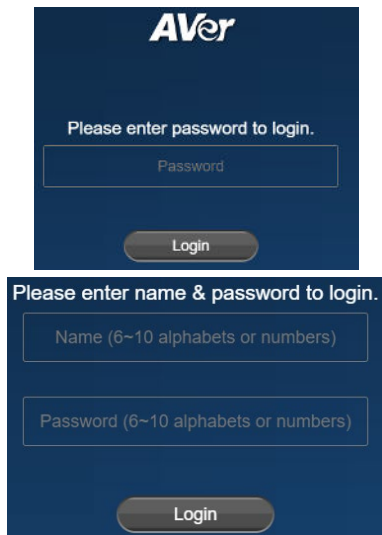 AVer
Please enter password to login.
Password
Login
Please enter name & password to login.
Name (6~10 alphabets or numbers)
Password (6~10 alphabets or numbers)
Login